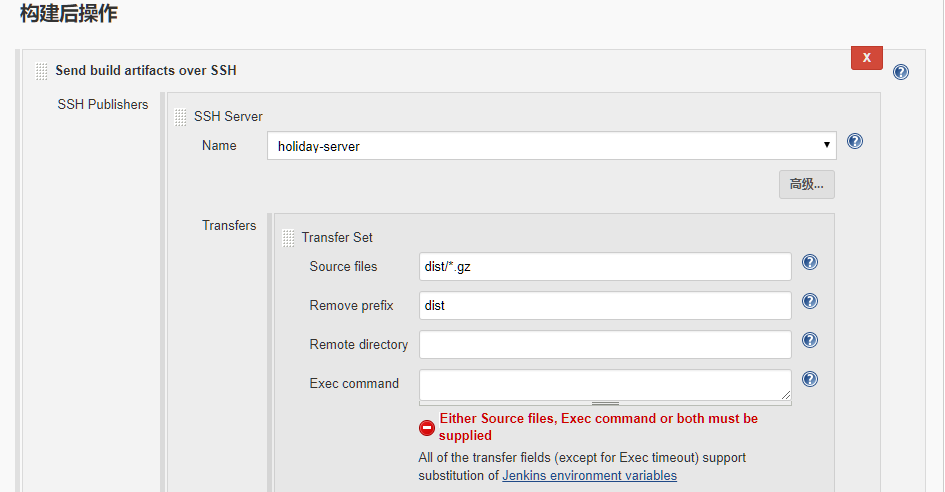 构建后操作
X
Send build artifacts over SSH
SSH Publishers
SSH Server
Name
holiday-server
高级...
Transfers
Transfer Set
Source files
dist/*.gz
Remove prefix
dist
Remote directory
Exec command
Either Source files, Exec command or both must be
supplied
All of the transfer fields (except for Exec timeout) support
substitution of Jenkins environment variables